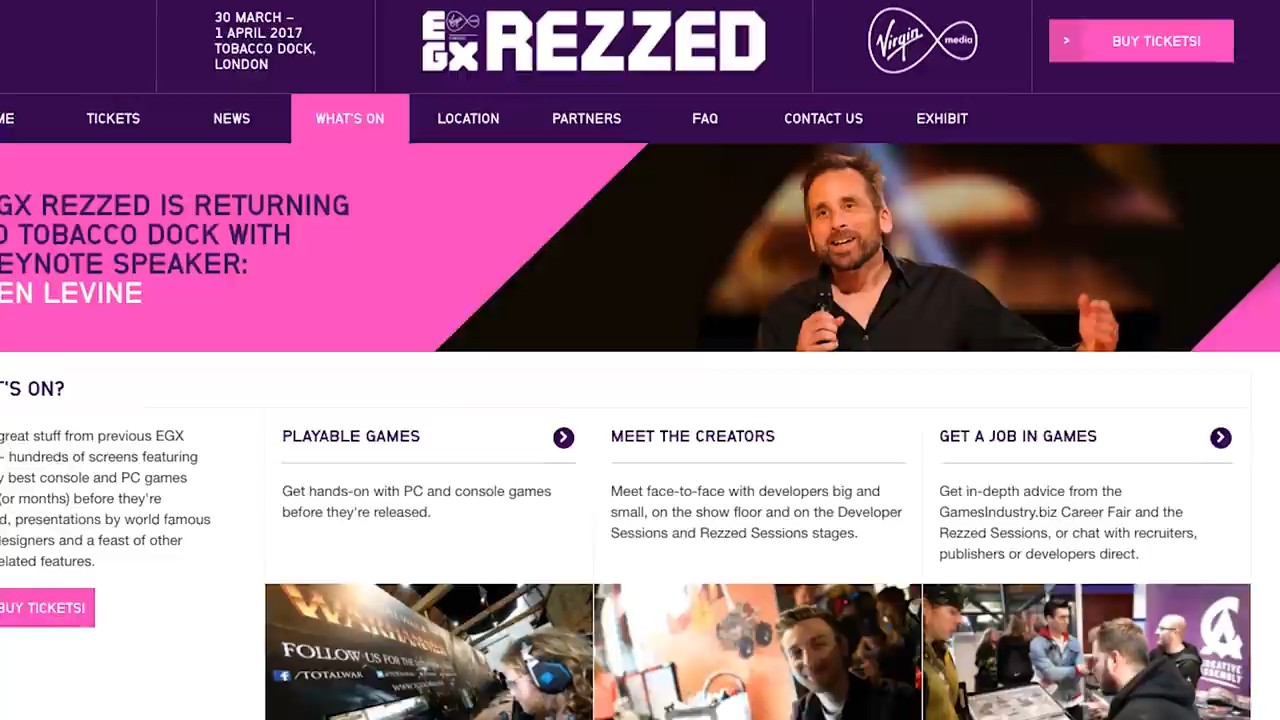 30 MARCH –
1 APRIL 2017
TOBACCO DOCK,
LONDON
EGX REZZED
Virgin media
> BUY TICKETS!
ME TICKETS NEWS WHAT'S ON LOCATION PARTNERS FAQ CONTACT US EXHIBIT
GX REZZED IS RETURNING
O TOBACCO DOCK WITH
EYNOTE SPEAKER:
EN LEVINE
T'S ON?
great stuff from previous EGX
- hundreds of screens featuring
y best console and PC games
(or months) before they're
d, presentations by world famous
designers and a feast of other
elated features.
BUY TICKETS!
PLAYABLE GAMES
Get hands-on with PC and console games
before they're released.
MEET THE CREATORS
Meet face-to-face with developers big and
small, on the show floor and on the Developer
Sessions and Rezzed Sessions stages.
GET A JOB IN GAMES
Get in-depth advice from the
GamesIndustry.biz Career Fair and the
Rezzed Sessions, or chat with recruiters,
publishers or developers direct.
WARHAMMER
FOLLOW US FOR THE
f /TOTALWAR
CREATIVE
ASSEMBLY